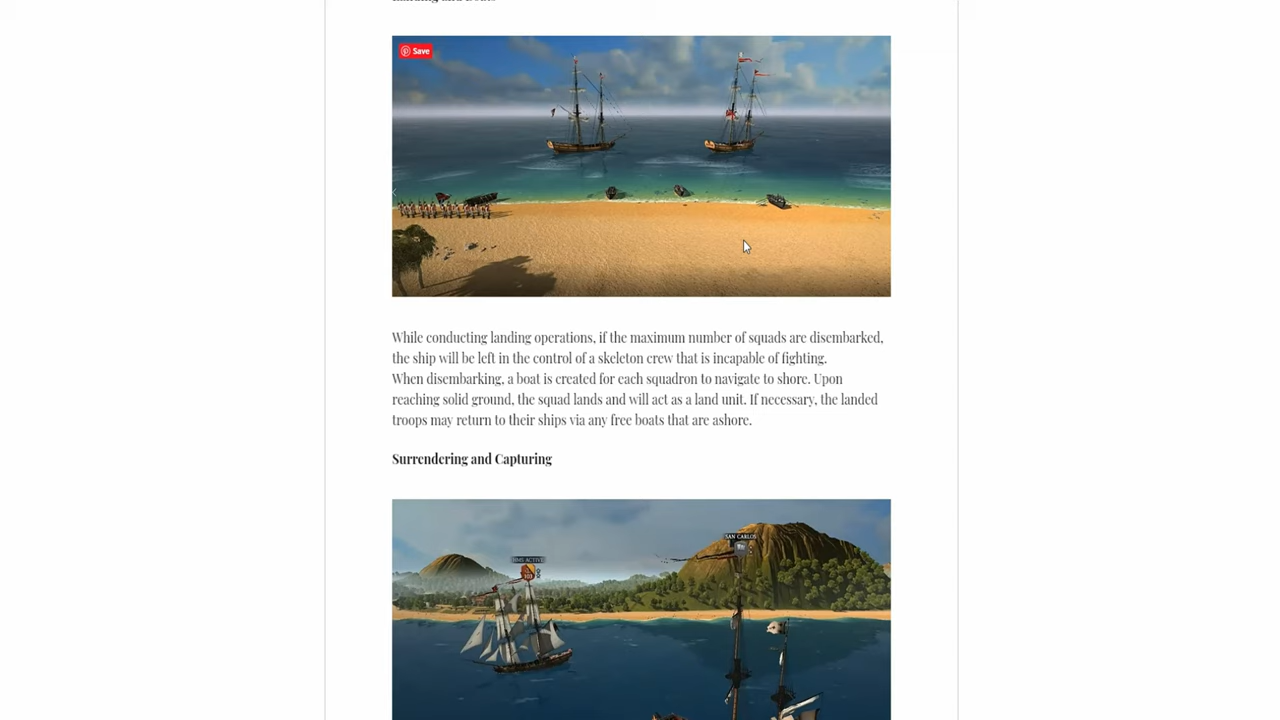 Save
While conducting landing operations, if the maximum number of squads are disembarked,
the ship will be left in the control of a skeleton crew that is incapable of fighting.
When disembarking, a boat is created for each squadron to navigate to shore. Upon
reaching solid ground, the squad lands and will act as a land unit. If necessary, the landed
troops may return to their ships via any free boats that are ashore.
Surrendering and Capturing
SAN CARLOS
HMS ACTIVE
103